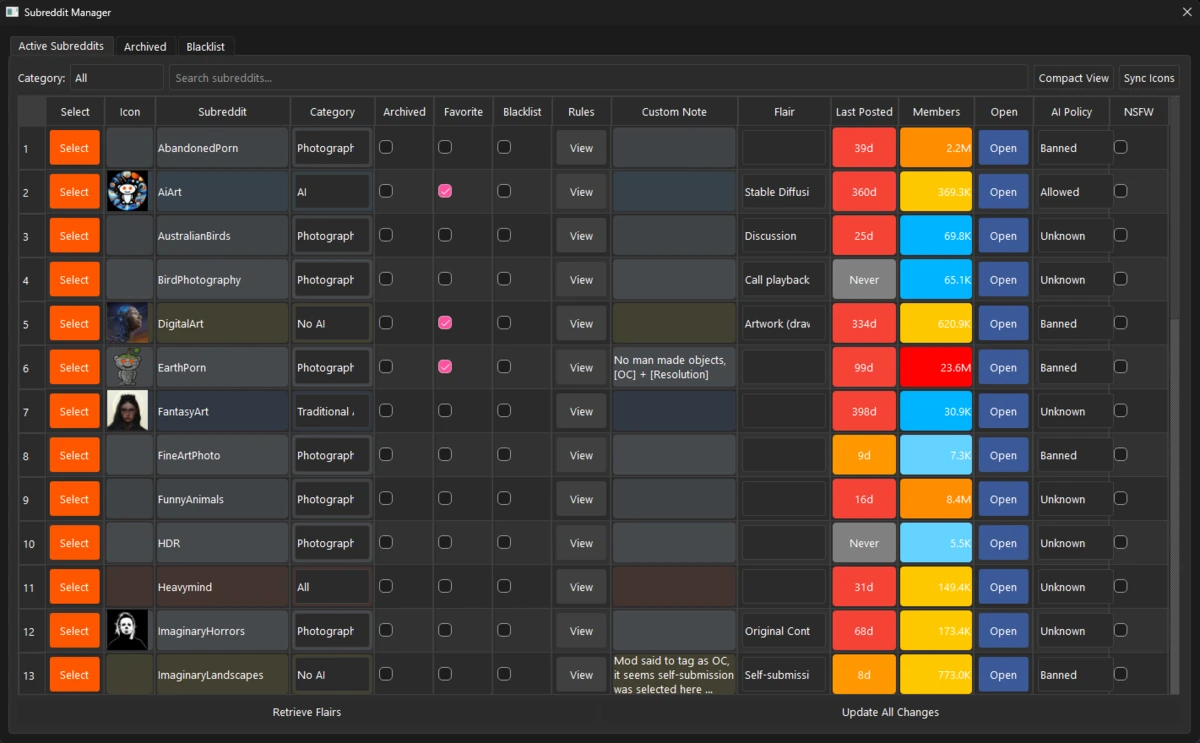 Subreddit Manager
Active Subreddits Archived Blacklist
Category: All Search subreddits... Compact View Sync Icons
Select Icon Subreddit Category Archived Favorite Blacklist Rules Custom Note Flair Last Posted Members Open AI Policy NSFW
1 Select AbandonedPorn Photograph View 39d 2.2M Open Banned
2 Select AiArt AI View Stable Diffusi 360d 369.3K Open Allowed
3 Select AustralianBirds Photograph View Discussion 25d 69.8K Open Unknown
4 Select BirdPhotography Photograph View Call playback Never 65.1K Open Unknown
5 Select DigitalArt No AI View Artwork (drav 334d 620.9K Open Banned
6 Select EarthPorn Photograph View No man made objects, 99d 23.6M Open Banned
[OC] + [Resolution]
7 Select FantasyArt Traditional View 398d 30.9K Open Unknown
8 Select FineArtPhoto Photograph View 9d 7.3K Open Banned
9 Select FunnyAnimals Photograph View 16d 8.4M Open Unknown
10 Select HDR Photograph View Never 5.5K Open Unknown
11 Select Heavymind All View 31d 149.4K Open Unknown
12 Select ImaginaryHorrors Photograph View Original Cont 68d 173.4K Open Unknown
13 Select ImaginaryLandscapes No AI View Mod said to tag as OC, Self-submissi 8d 773.0K Open Banned
it seems self-submission
was selected here ...
Retrieve Flairs Update All Changes